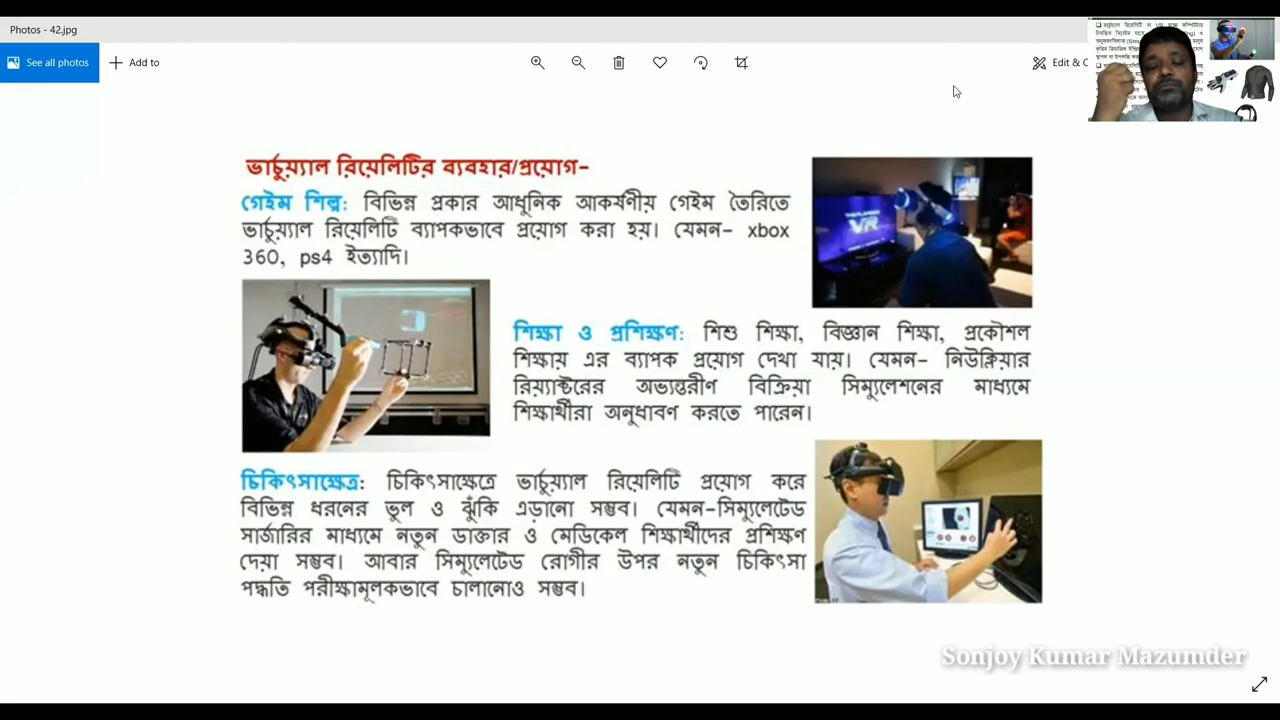 Photos - 42.jpg
See all photos
Add to
Edit & C
ভার্চুয়্যাল রিয়েলিটির ব্যবহার/প্রয়োগ–
গেইম শিল্প: বিভিন্ন প্রকার আধুনিক আকর্ষণীয় গেইম তৈরিতে
ভার্চুয়্যাল রিয়েলিটি ব্যাপকভাবে প্রয়োগ করা হয়। যেমন– xbox
360, ps4 ইত্যাদি।
VR
শিক্ষা ও প্রশিক্ষণ: শিশু শিক্ষা, বিজ্ঞান শিক্ষা, প্রকৌশল
শিক্ষায় এর ব্যাপক প্রয়োগ দেখা যায়। যেমন– নিউক্লিয়ার
রিয়্যাক্টরের অভ্যন্তরীণ বিক্রিয়া সিম্যুলেশনের মাধ্যমে
শিক্ষার্থীরা অনুধাবণ করতে পারেন।
চিকিৎসাক্ষেত্র: চিকিৎসাক্ষেত্রে ভার্চুয়্যাল রিয়েলিটি প্রয়োগ করে
বিভিন্ন ধরনের ভুল ও ঝুঁকি এড়ানো সম্ভব। যেমন–সিম্যুলেটেড
সার্জারির মাধ্যমে নতুন ডাক্তার ও মেডিকেল শিক্ষার্থীদের প্রশিক্ষণ
দেয়া সম্ভব। আবার সিম্যুলেটেড রোগীর উপর নতুন চিকিৎসা
পদ্ধতি পরীক্ষামূলকভাবে চালানোও সম্ভব।
Sonjoy Kumar Mazumder